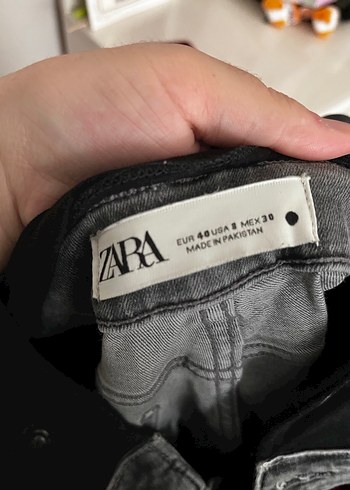 ZARA
EUR 40 USA 8 MEX 30
MADE IN PAKISTAN